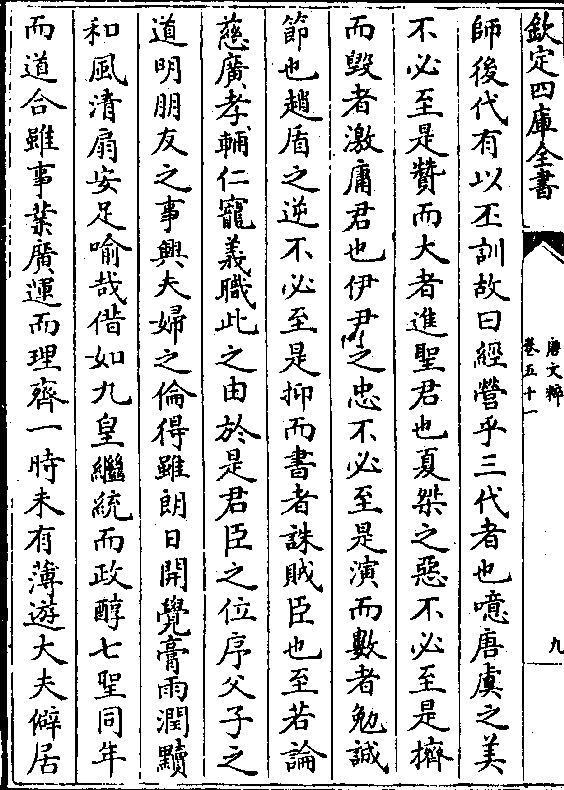 欽定四庫全書
唐文粹
卷五十一
九
師後代有以丕訓故曰經營乎三代者也噫唐虞之美
不必至是贊而大者進聖君也夏桀之惡不必至是擠
而毀者激庸君也伊尹之忠不必至是演而數者勉誠
節也趙盾之逆不必至是抑而書者誅賊臣也至若論
慈廣孝輔仁寵義職此之由於是君臣之位序父子之
道明朋友之事興夫婦之倫得雖朗日開覺膏雨潤黷
和風清扇安足喻哉偕如九皇繼統而政醇七聖同年
而道合雖事業廣運而理齊一時未有薄遊大夫僻居